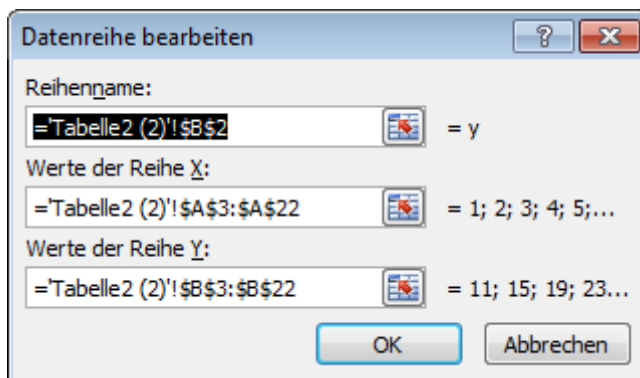 Datenreihe bearbeiten
Reihenname:
='Tabelle2 (2)'!$B$2 = y
Werte der Reihe X:
='Tabelle2 (2)'!$A$3:$A$22 = 1; 2; 3; 4; 5;...
Werte der Reihe Y:
='Tabelle2 (2)'!$B$3:$B$22 = 11; 15; 19; 23...
OK Abbrechen